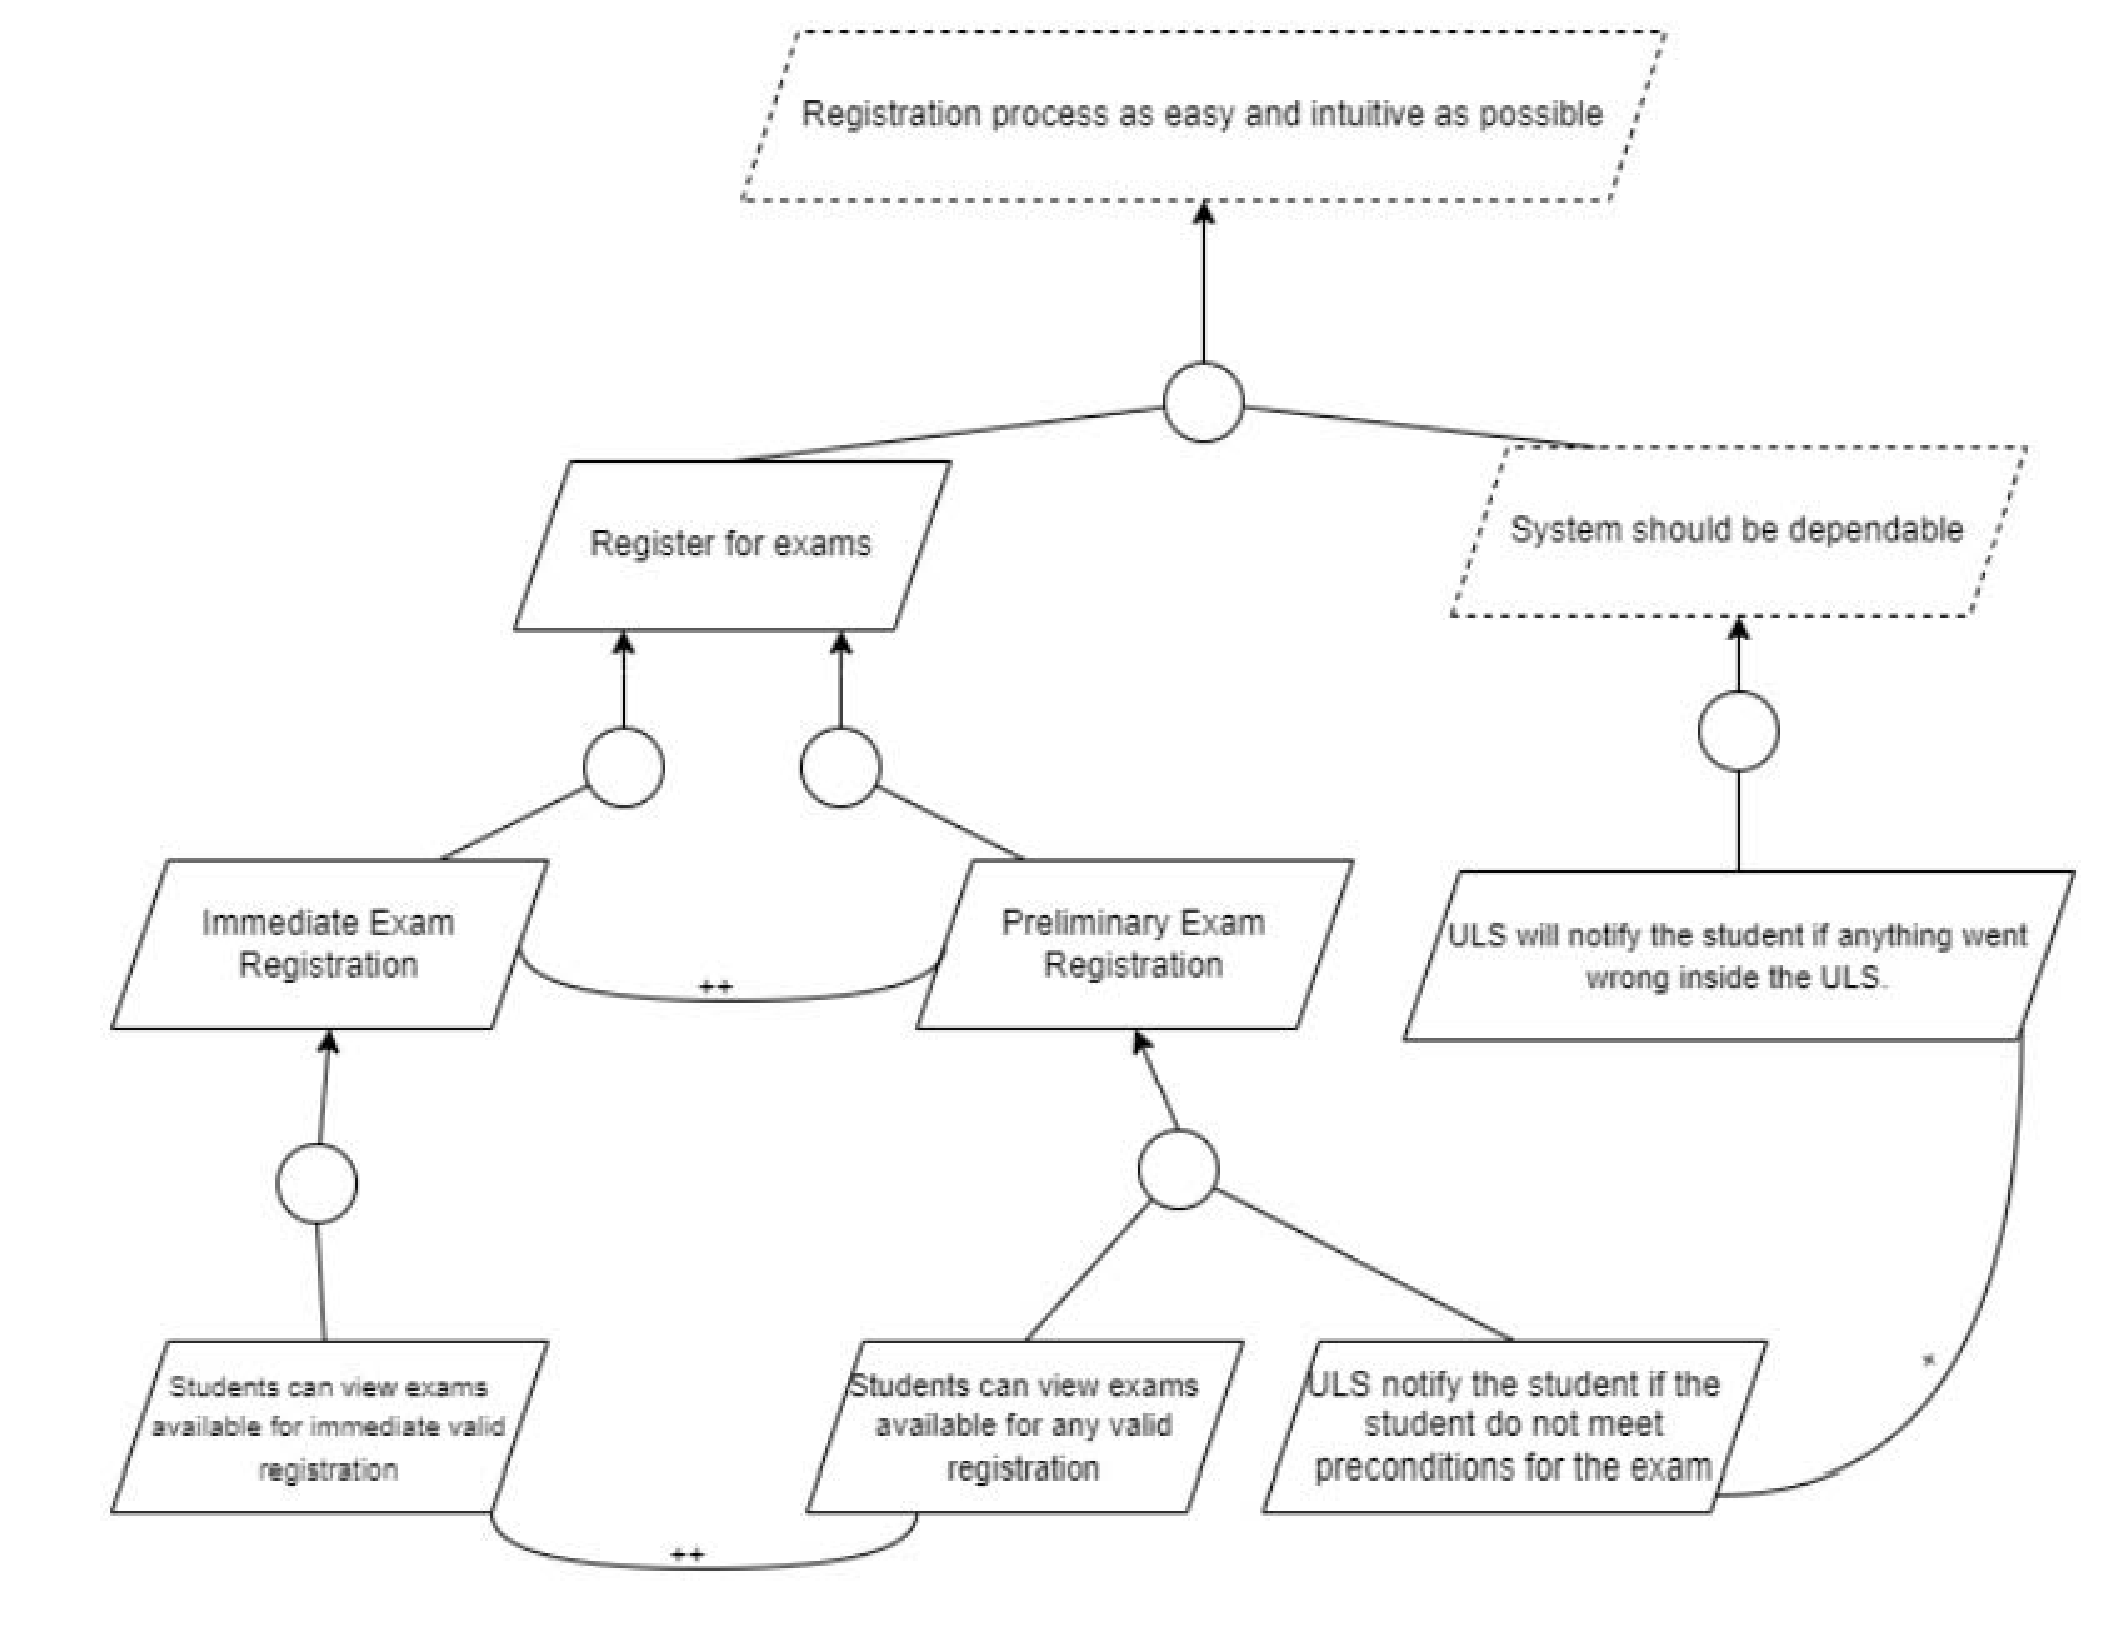 Registration process as easy and intuitive as possible
Register for exams
System should be dependable
Immediate Exam
Registration
++
Preliminary Exam
Registration
ULS will notify the student if anything went
wrong inside the ULS.
Students can view exams
available for immediate valid
registration
++
Students can view exams
available for any valid
registration
ULS notify the student if the
student do not meet
preconditions for the exam